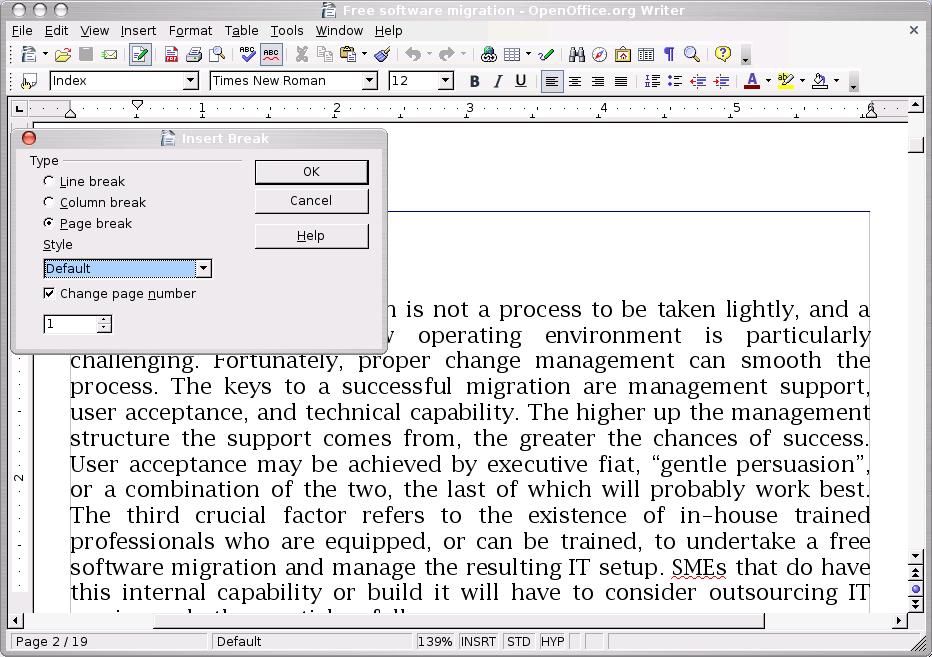 Free software migration - OpenOffice.org Writer
File Edit View Insert Format Table Tools Window Help
Index Times New Roman 12 B I U A
1 2 3 4 5 6
Insert Break
Type
Line break
Column break
Page break
Style
Default
Change page number
1
OK
Cancel
Help
n is not a process to be taken lightly, and a
operating environment is particularly
challenging. Fortunately, proper change management can smooth the
process. The keys to a successful migration are management support,
user acceptance, and technical capability. The higher up the management
structure the support comes from, the greater the chances of success.
User acceptance may be achieved by executive fiat, “gentle persuasion”,
or a combination of the two, the last of which will probably work best.
The third crucial factor refers to the existence of in-house trained
professionals who are equipped, or can be trained, to undertake a free
software migration and manage the resulting IT setup. SMEs that do have
this internal capability or build it will have to consider outsourcing IT
2
Page 2 / 19 Default 139% INSRT STD HYP